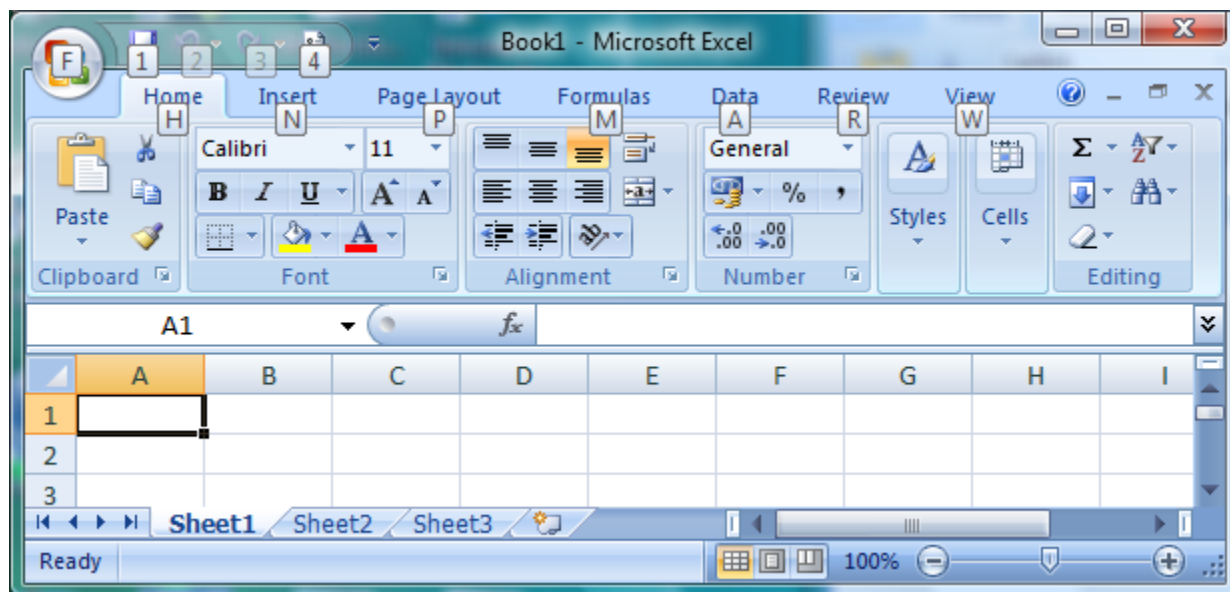 Book1 - Microsoft Excel
F 1 2 3 4
Home Insert Page Layout Formulas Data Review View
H N P M A R W
Calibri 11 General
B I U A A % ,
Paste Styles Cells
A .00 .00 .0
Clipboard Font Alignment Number Editing
A1 fx
A B C D E F G H I
1
2
3
Sheet1 Sheet2 Sheet3
Ready 100%